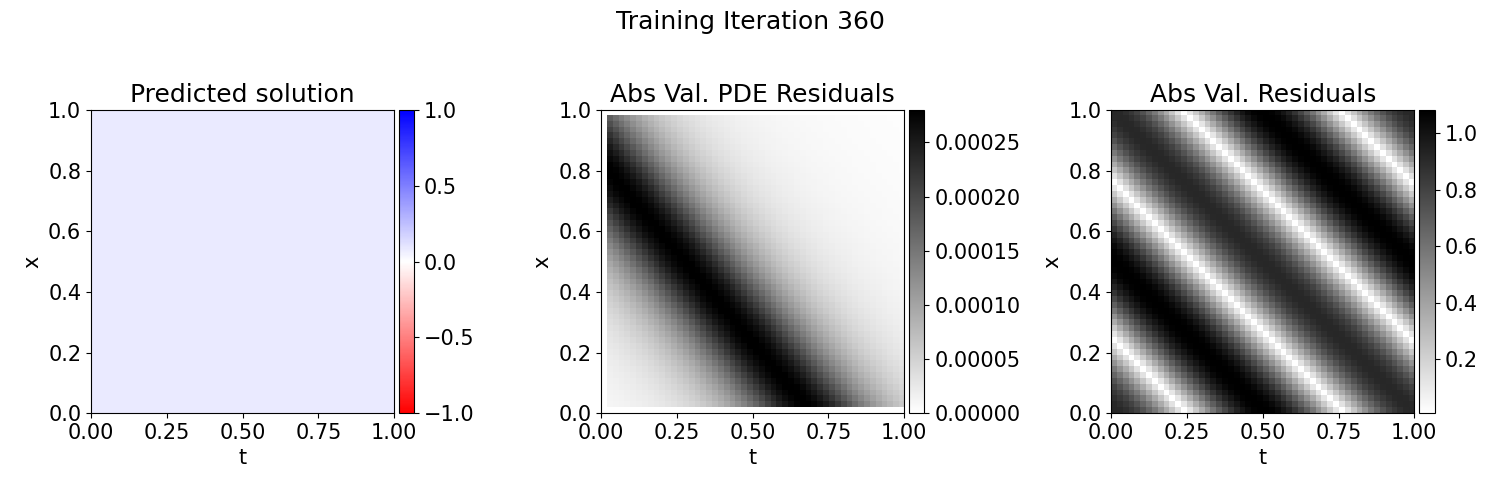 Training Iteration 360
Predicted solution
1.0
0.8
0.6
0.4
0.2
0.0
x
0.00 0.25 0.50 0.75 1.00
t
1.0
0.5
0.0
−0.5
−1.0
Abs Val. PDE Residuals
1.0
0.8
0.6
0.4
0.2
0.0
x
0.00 0.25 0.50 0.75 1.00
t
0.00025
0.00020
0.00015
0.00010
0.00005
0.00000
Abs Val. Residuals
1.0
0.8
0.6
0.4
0.2
0.0
x
0.00 0.25 0.50 0.75 1.00
t
1.0
0.8
0.6
0.4
0.2